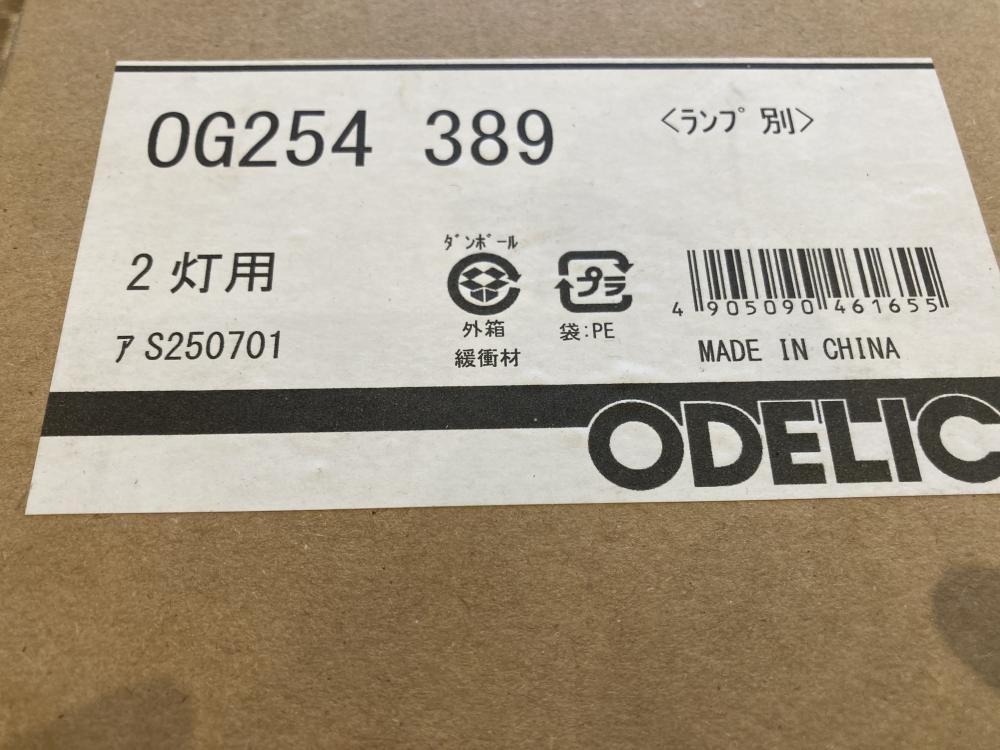 OG254 389 <ﾗﾝﾌﾟ別>
2灯用
ﾀﾞﾝﾎﾞｰﾙ
外箱
緩衝材
プラ
袋:PE
4 905090 461655
ｱ S250701
MADE IN CHINA
ODELIC